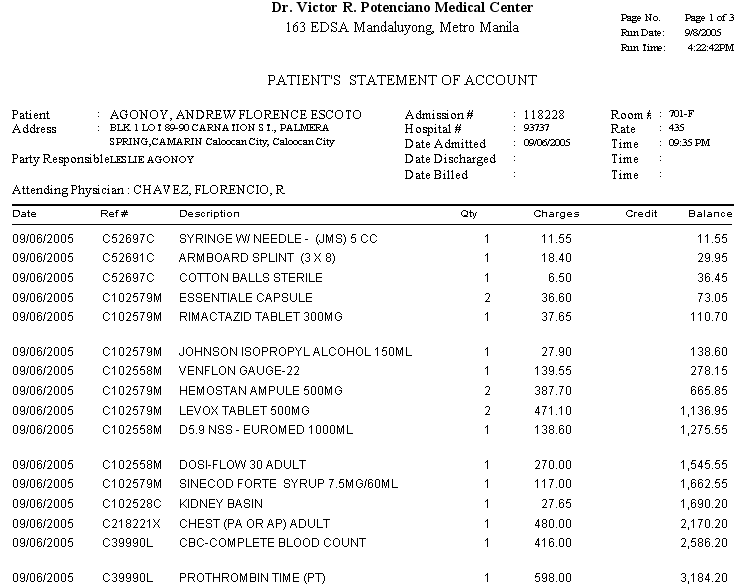 Dr. Victor R. Potenciano Medical Center
163 EDSA Mandaluyong, Metro Manila
Page No. Page 1 of 3
Run Date: 9/8/2005
Run Time: 4:22:42PM
PATIENT'S STATEMENT OF ACCOUNT
Patient : AGONOY, ANDREW FLORENCE ESCOTO Admission # : 118228 Room # : 701-F
Address : BLK 1 LOT 89-90 CARNATION ST., PALMERA Hospital # : 93737 Rate : 435
SPRING,CAMARIN Caloocan City, Caloocan City Date Admitted : 09/06/2005 Time : 09:35 PM
Party Responsible LESLIE AGONOY Date Discharged : Time :
Date Billed : Time :
Attending Physician : CHAVEZ, FLORENCIO, R
Date Ref # Description Qty Charges Credit Balance
09/06/2005 C52697C SYRINGE W/ NEEDLE - (JMS) 5 CC 1 11.55 11.55
09/06/2005 C52691C ARMBOARD SPLINT (3 X 8) 1 18.40 29.95
09/06/2005 C52697C COTTON BALLS STERILE 1 6.50 36.45
09/06/2005 C102579M ESSENTIALE CAPSULE 2 36.60 73.05
09/06/2005 C102579M RIMACTAZID TABLET 300MG 1 37.65 110.70
09/06/2005 C102579M JOHNSON ISOPROPYL ALCOHOL 150ML 1 27.90 138.60
09/06/2005 C102558M VENFLON GAUGE-22 1 139.55 278.15
09/06/2005 C102579M HEMOSTAN AMPULE 500MG 2 387.70 665.85
09/06/2005 C102579M LEVOX TABLET 500MG 2 471.10 1,136.95
09/06/2005 C102558M D5.9 NSS - EUROMED 1000ML 1 138.60 1,275.55
09/06/2005 C102558M DOSI-FLOW 30 ADULT 1 270.00 1,545.55
09/06/2005 C102579M SINECOD FORTE SYRUP 7.5MG/60ML 1 117.00 1,662.55
09/06/2005 C102528C KIDNEY BASIN 1 27.65 1,690.20
09/06/2005 C218221X CHEST (PA OR AP) ADULT 1 480.00 2,170.20
09/06/2005 C39990L CBC-COMPLETE BLOOD COUNT 1 416.00 2,586.20
09/06/2005 C39990L PROTHROMBIN TIME (PT) 1 598.00 3,184.20